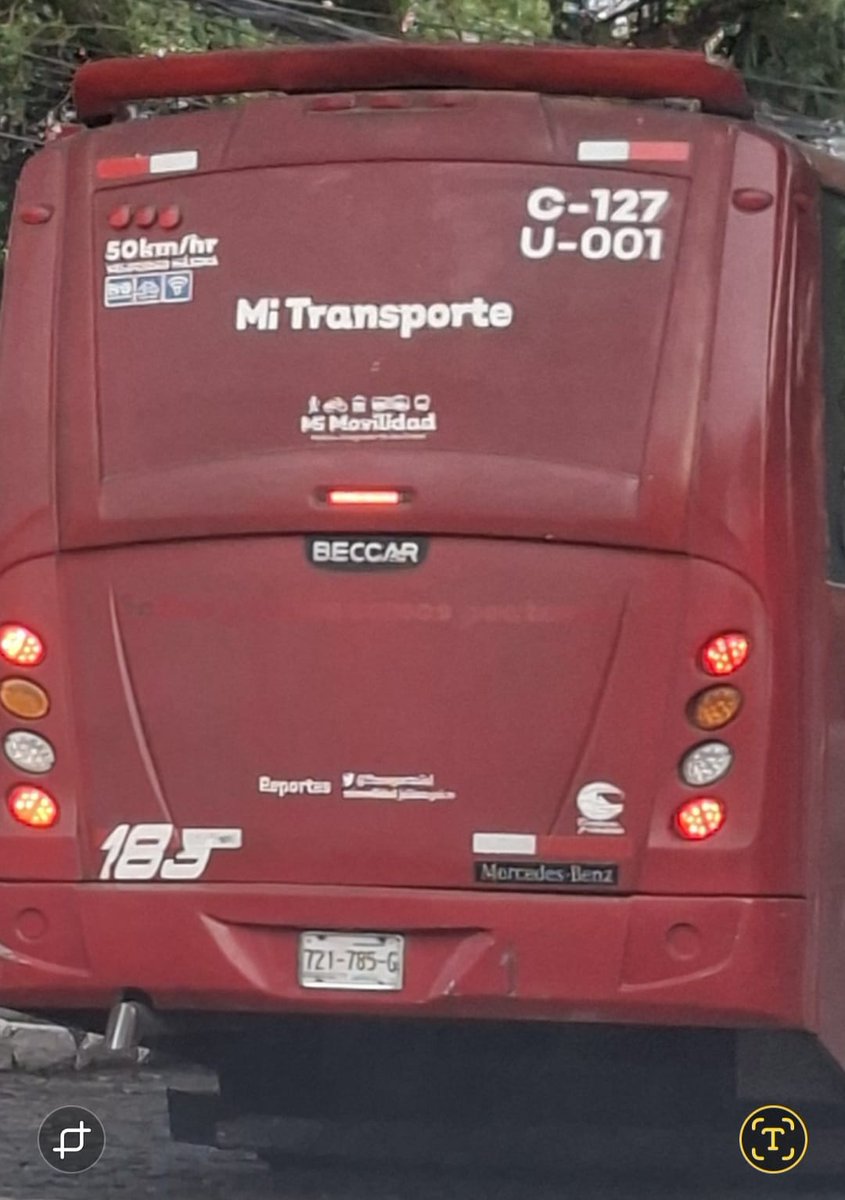 C-127
U-001
50km/hr
Mi Transporte
Mi Movilidad
BECCAR
Reportes
185
Mercedes-Benz
721-785-G